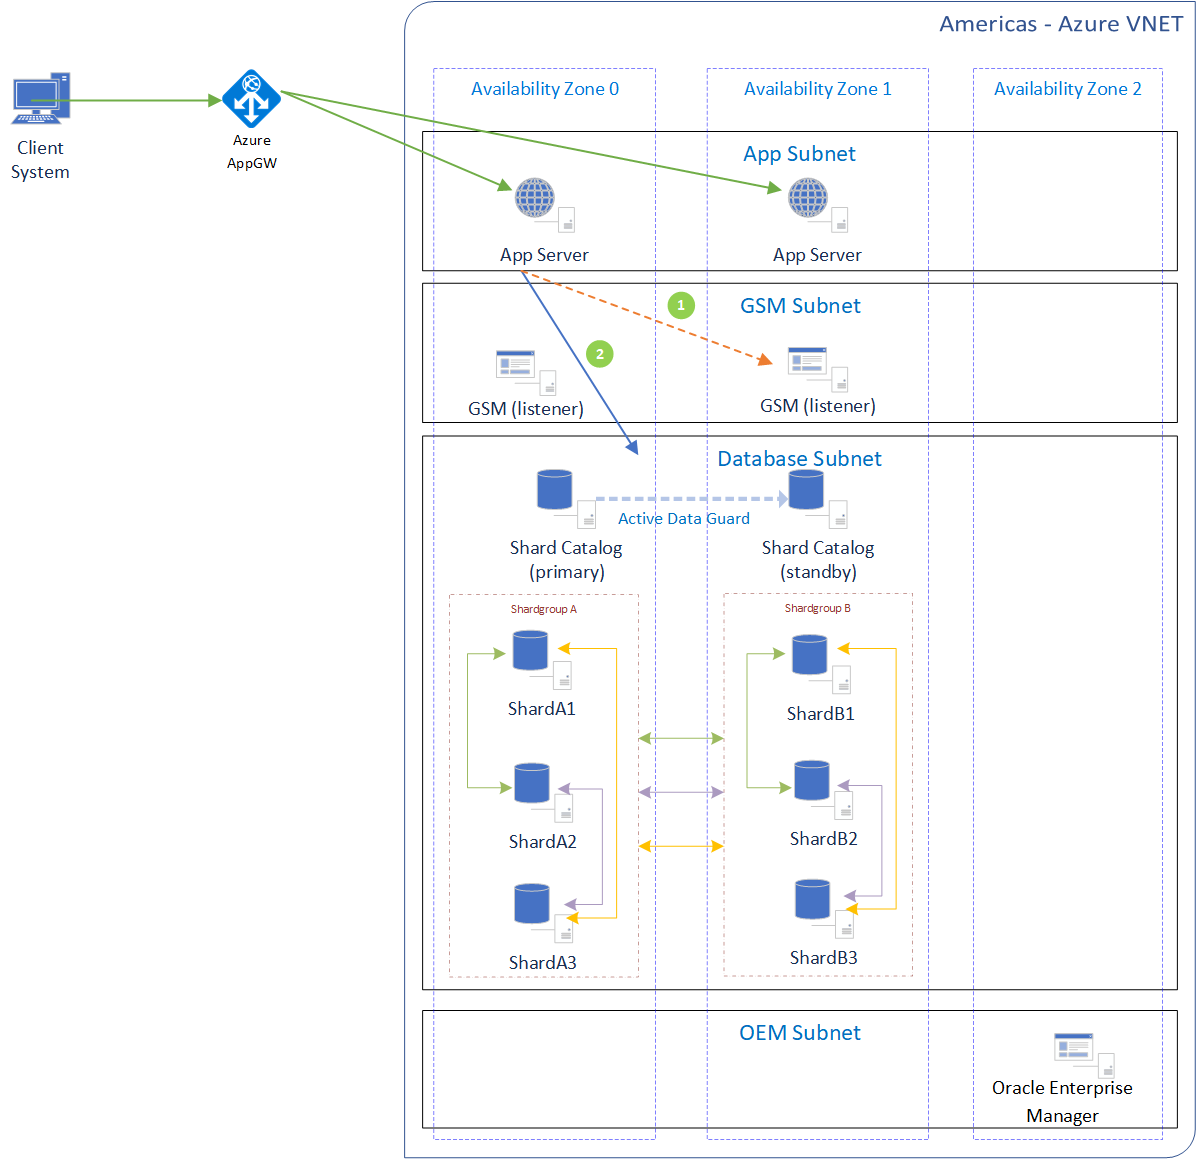 Americas - Azure VNET
Availability Zone 0
Availability Zone 1
Availability Zone 2
Client
System
Azure
AppGW
App Subnet
App Server
App Server
GSM Subnet
1
2
GSM (listener)
GSM (listener)
Database Subnet
Active Data Guard
Shard Catalog
(primary)
Shard Catalog
(standby)
Shardgroup A
Shardgroup B
ShardA1
ShardB1
ShardA2
ShardB2
ShardA3
ShardB3
OEM Subnet
Oracle Enterprise
Manager